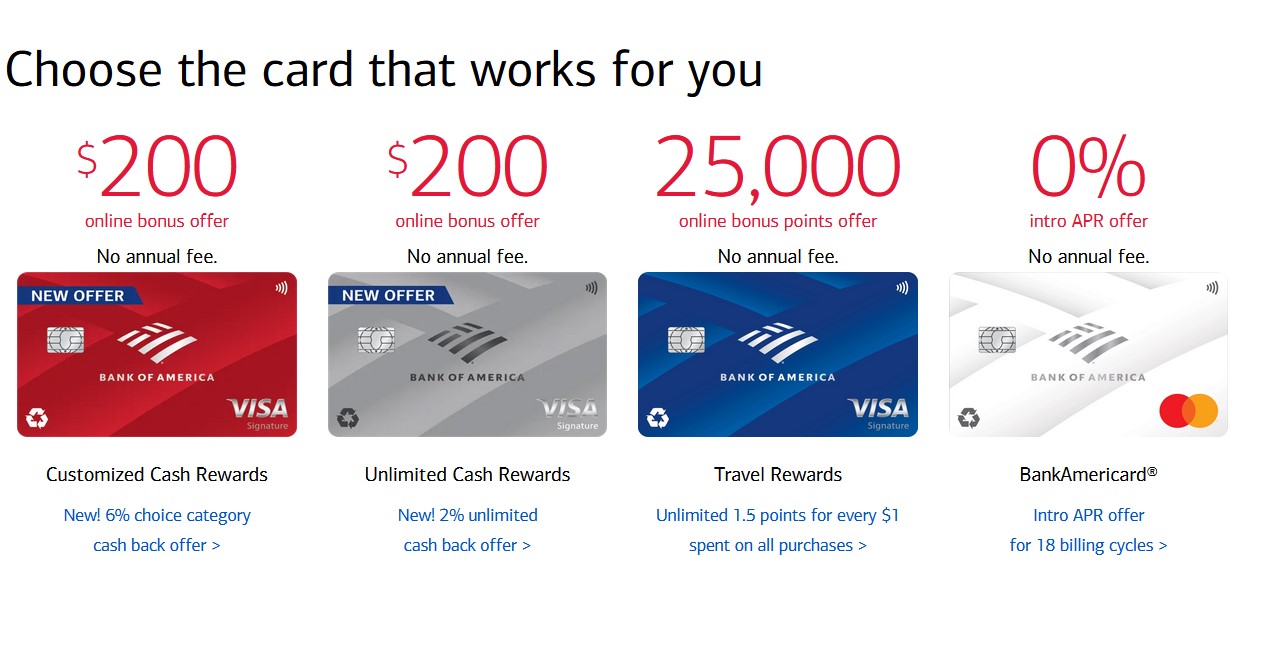 Choose the card that works for you
$200
online bonus offer
No annual fee.
NEW OFFER
BANK OF AMERICA
VISA
Signature
Customized Cash Rewards
New! 6% choice category
cash back offer >
$200
online bonus offer
No annual fee.
NEW OFFER
BANK OF AMERICA
VISA
Signature
Unlimited Cash Rewards
New! 2% unlimited
cash back offer >
25,000
online bonus points offer
No annual fee.
BANK OF AMERICA
VISA
Signature
Travel Rewards
Unlimited 1.5 points for every $1
spent on all purchases >
0%
intro APR offer
No annual fee.
BANK OF AMERICA
BankAmericard®
Intro APR offer
for 18 billing cycles >